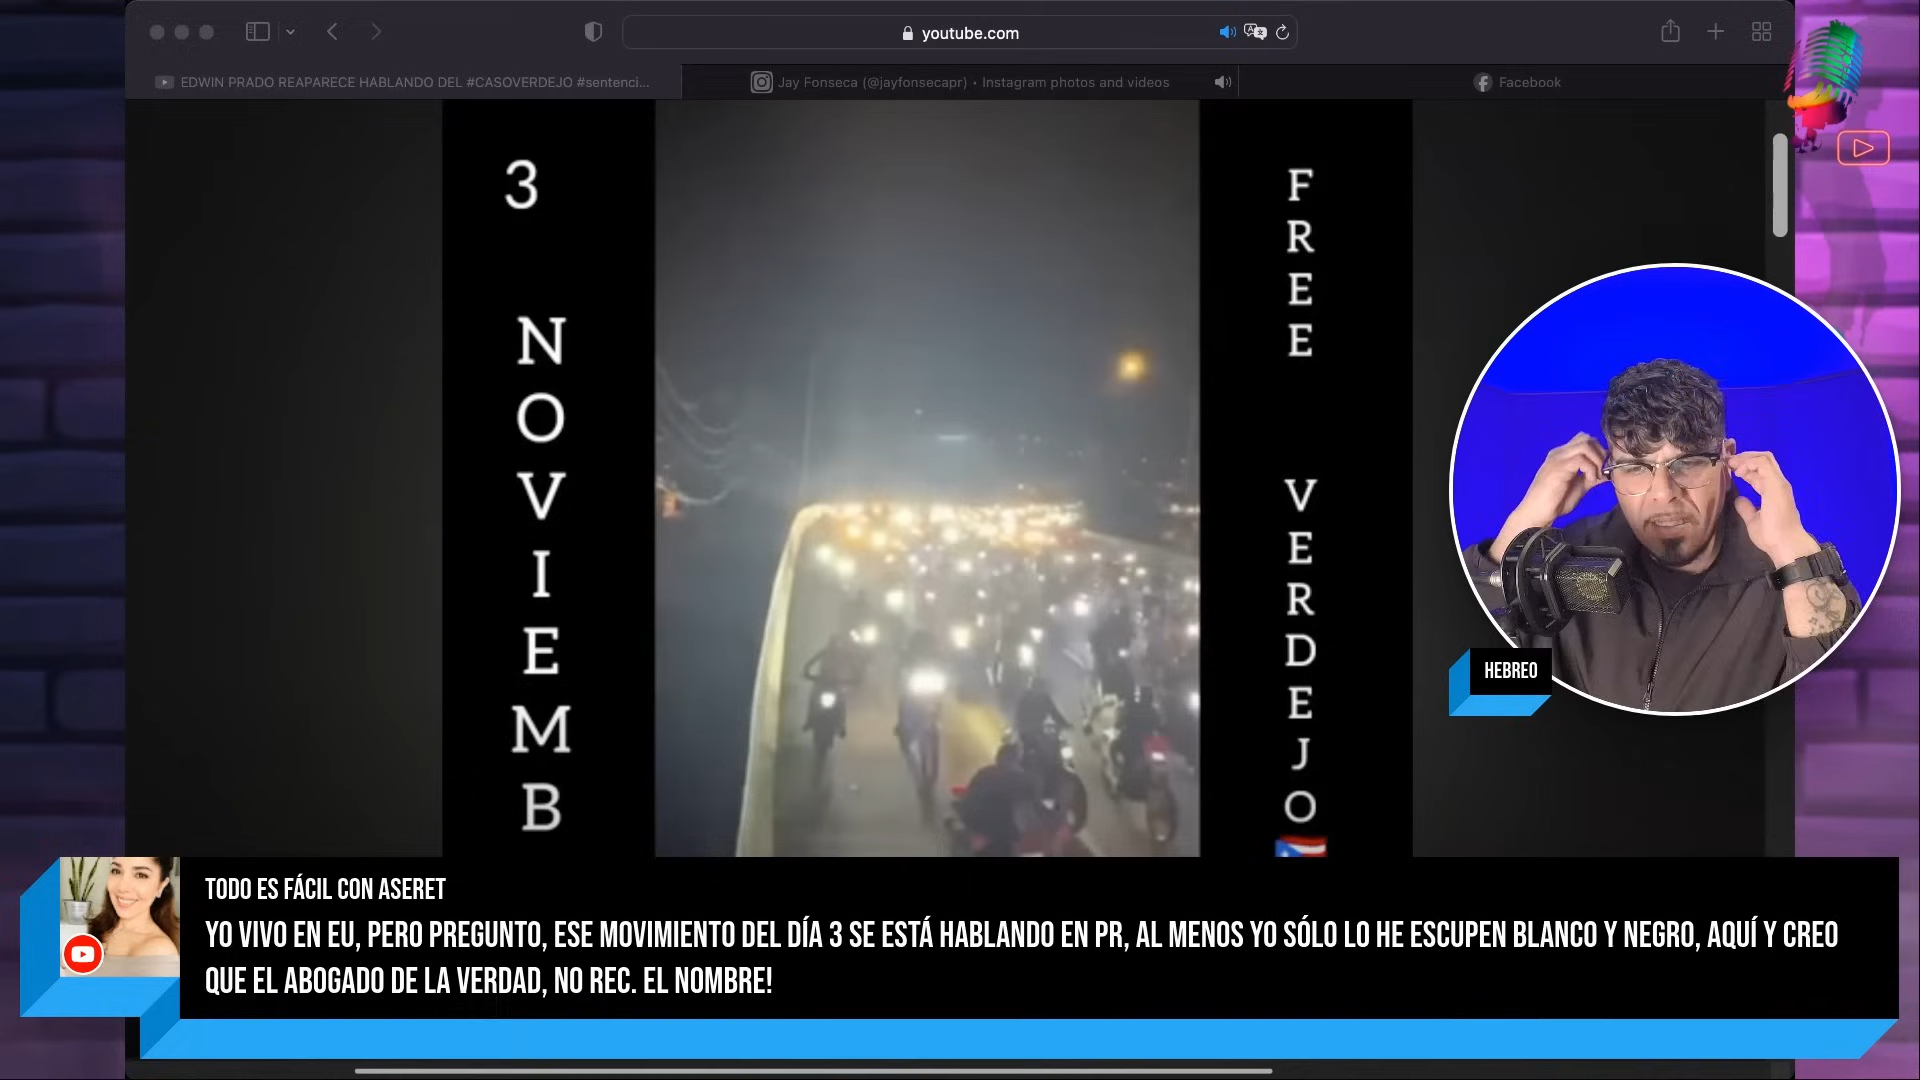 youtube.com
EDWIN PRADO REAPARECE HABLANDO DEL #CASOVERDEJO #sentenci...
Jay Fonseca (@jayfonsecapr) • Instagram photos and videos
Facebook
3
NOVIEMB
FREE
VERDEJO
HEBREO
TODO ES FÁCIL CON ASERET
YO VIVO EN EU, PERO PREGUNTO, ESE MOVIMIENTO DEL DÍA 3 SE ESTÁ HABLANDO EN PR, AL MENOS YO SÓLO LO HE ESCUPEN BLANCO Y NEGRO, AQUÍ Y CREO
QUE EL ABOGADO DE LA VERDAD, NO REC. EL NOMBRE!